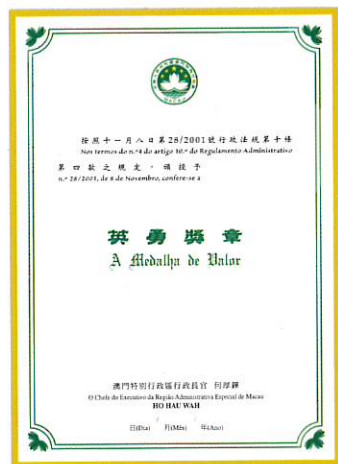 按照十一月八日第28/2001號行政法規第十條
Nos termos do n.º4 do artigo 10.º do Regulamento Administrativo
第四款之規定，頒授予
n.º 28/2001, de 8 de Novembro, confere-se a
英勇獎章
A Medalha de Valor
澳門特別行政區行政長官 何厚鏵
O Chefe do Executivo da Região Administrativa Especial de Macau
HO HAU WAH
日(Dia) 月(Mês) 年(Ano)